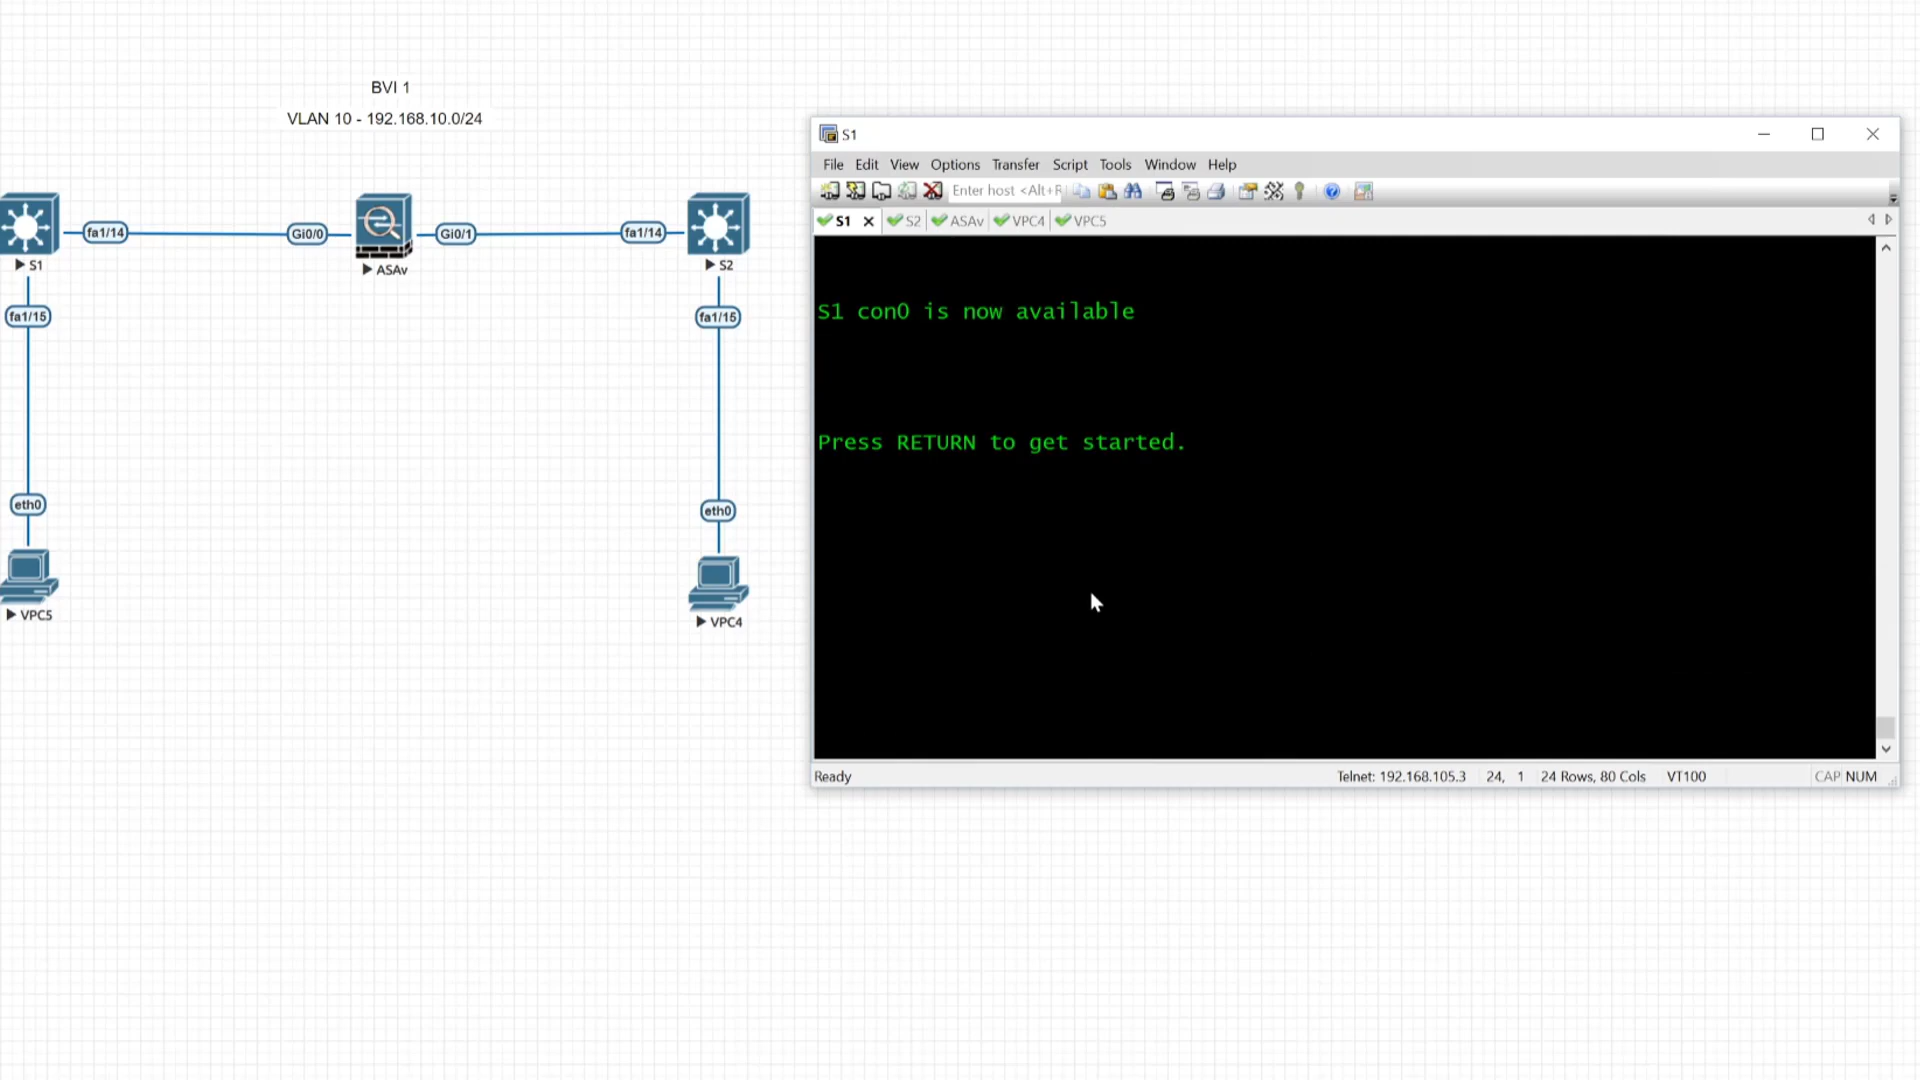 BVI 1
VLAN 10 - 192.168.10.0/24
fa1/14
Gi0/0
Gi0/1
fa1/14
S1
ASAv
S2
fa1/15
fa1/15
eth0
eth0
VPC5
VPC4
S1
File Edit View Options Transfer Script Tools Window Help
Enter host <Alt+R
S1 S2 ASAv VPC4 VPC5
S1 con0 is now available
Press RETURN to get started.
Ready Telnet: 192.168.105.3 24, 1 24 Rows, 80 Cols VT100 CAP NUM